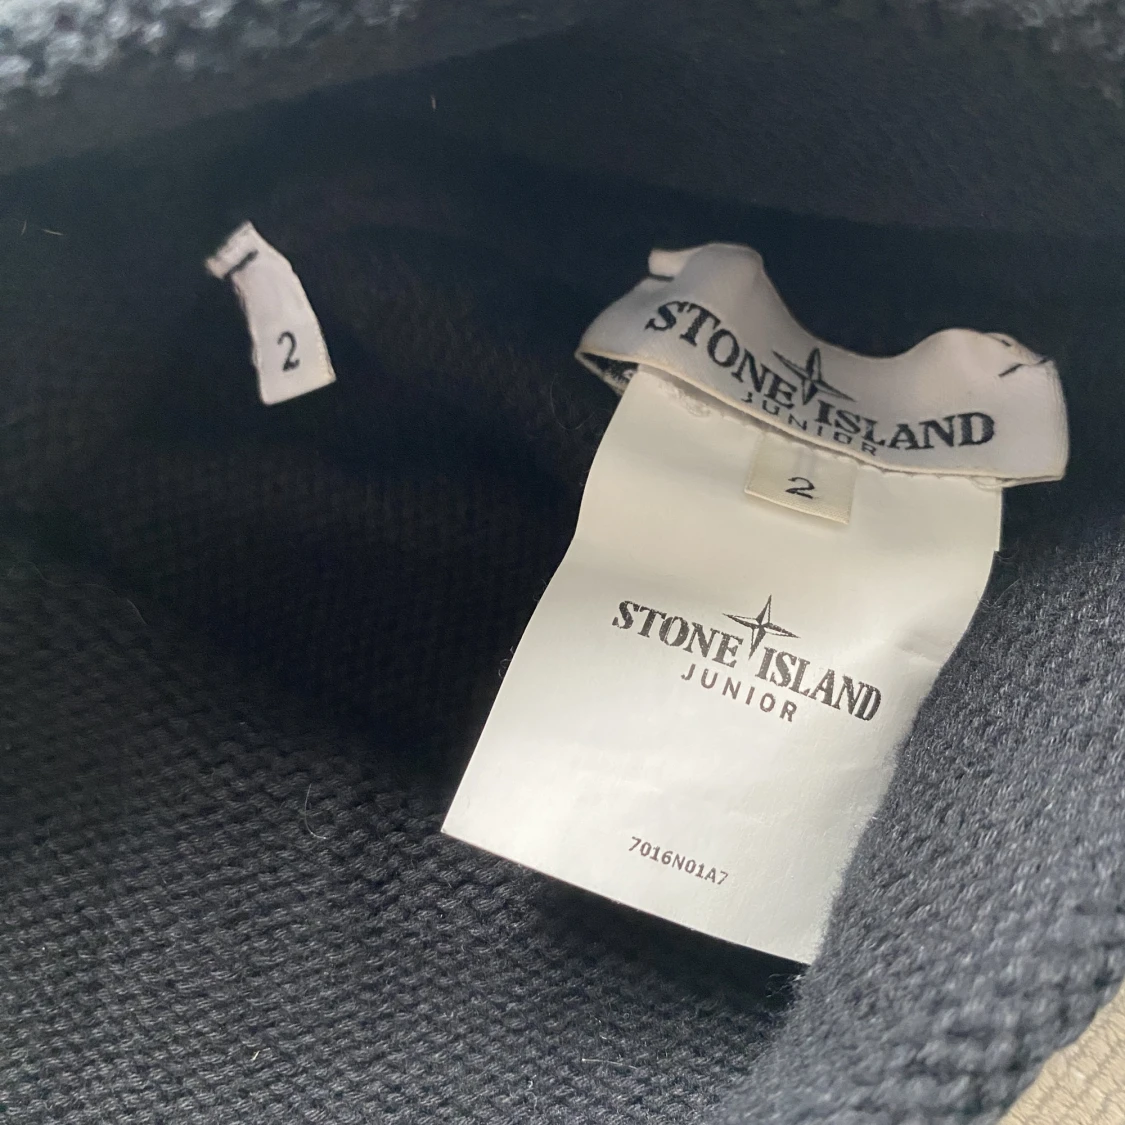 2
STONE ISLAND
JUNIOR
2
STONE ISLAND
JUNIOR
7016N01A7